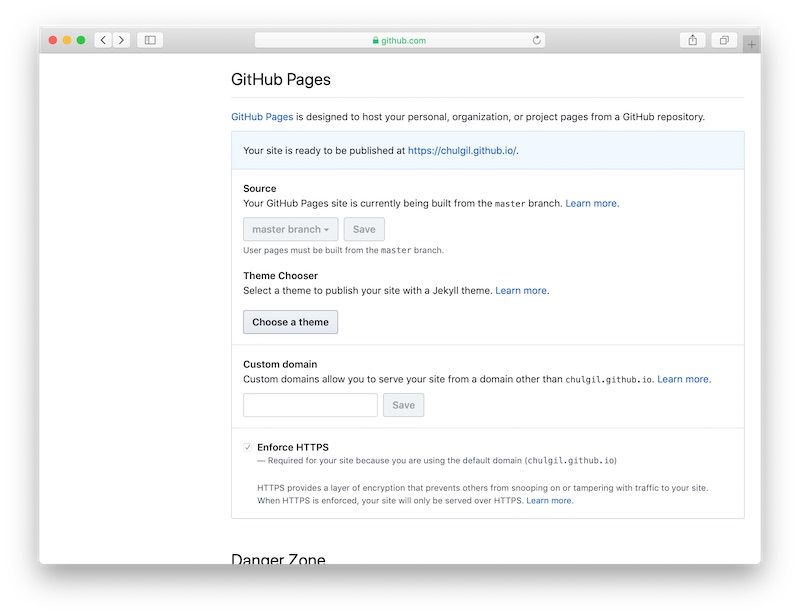 github.com
GitHub Pages
GitHub Pages is designed to host your personal, organization, or project pages from a GitHub repository.
Your site is ready to be published at https://chulgil.github.io/.
Source
Your GitHub Pages site is currently being built from the master branch. Learn more.
master branch Save
User pages must be built from the master branch.
Theme Chooser
Select a theme to publish your site with a Jekyll theme. Learn more.
Choose a theme
Custom domain
Custom domains allow you to serve your site from a domain other than chulgil.github.io. Learn more.
Save
Enforce HTTPS
— Required for your site because you are using the default domain (chulgil.github.io)
HTTPS provides a layer of encryption that prevents others from snooping on or tampering with traffic to your site.
When HTTPS is enforced, your site will only be served over HTTPS. Learn more.
Danger Zone